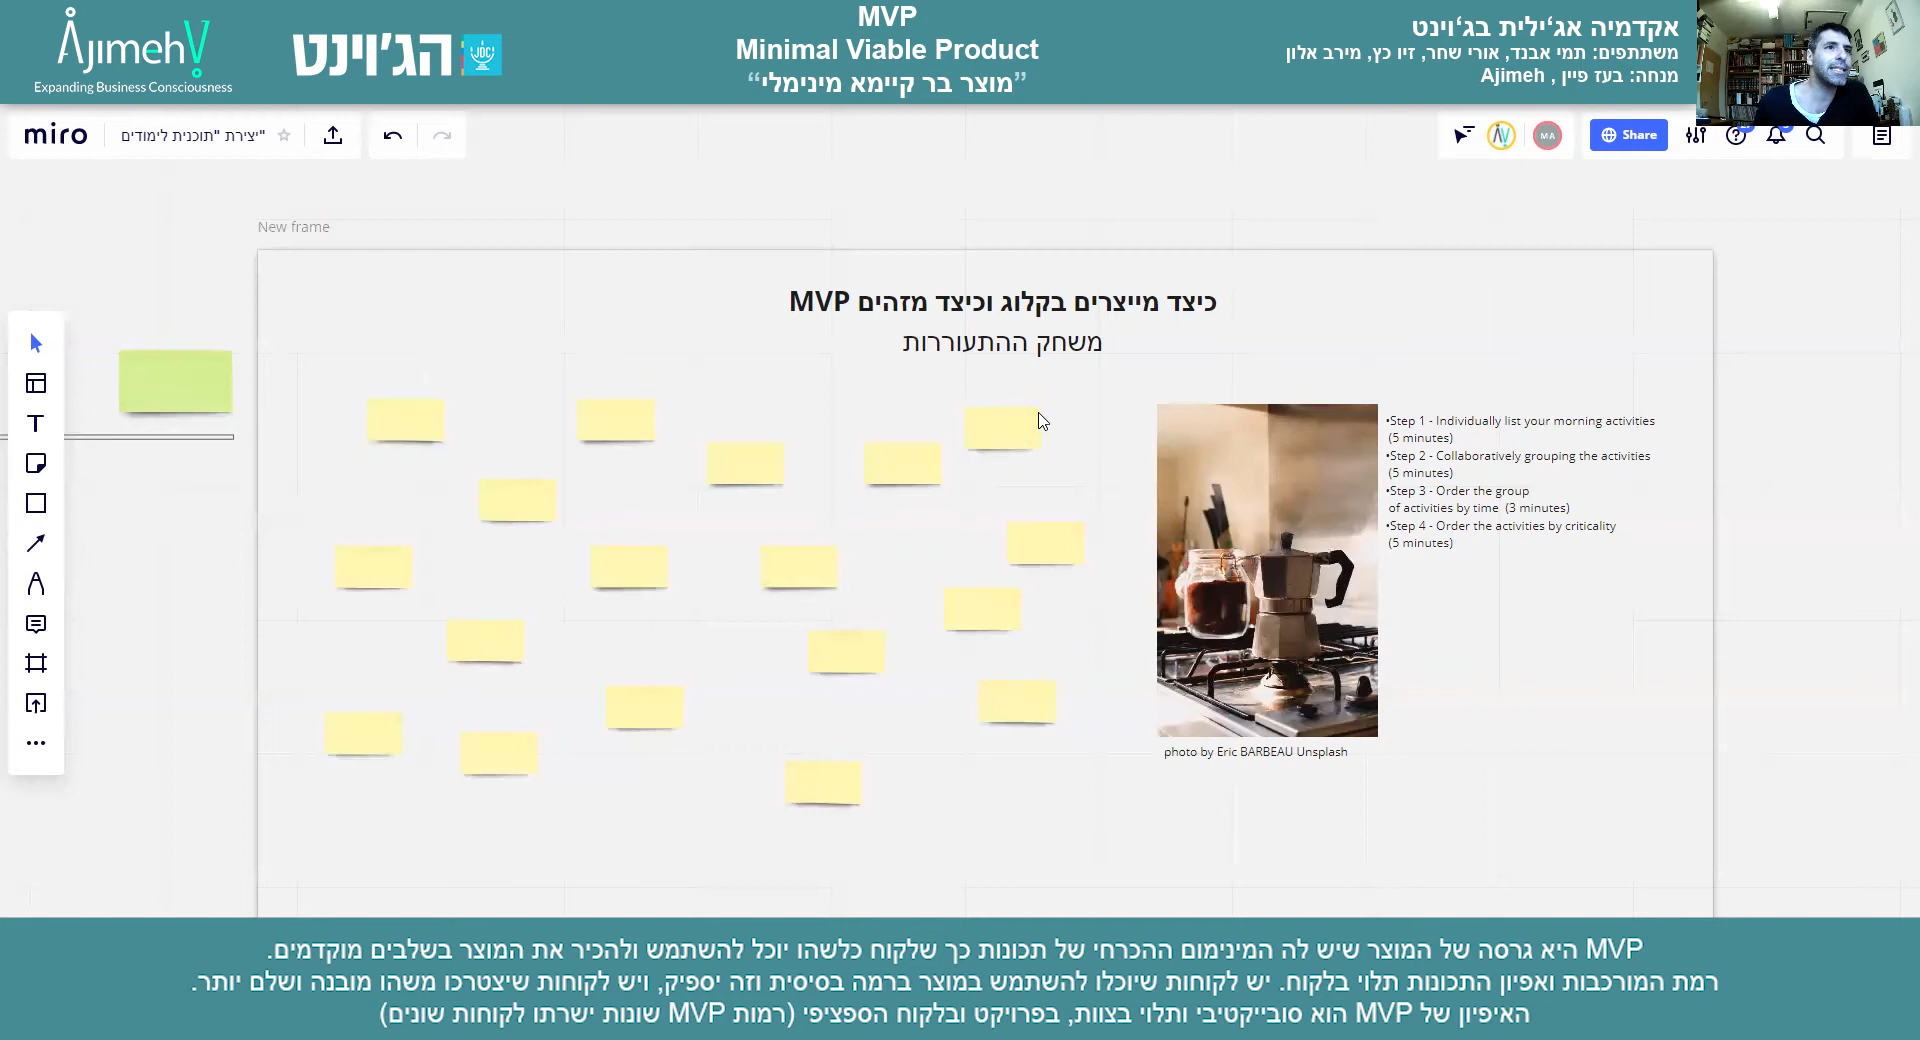 Ajimeh
Expanding Business Consciousness
הג'וינט
JDC
MVP
Minimal Viable Product
"מוצר בר קיימא מינימלי"
אקדמיה אג'ילית בג'וינט
משתתפים: תמי אבנד, אורי שחר, זיו כץ, מירב אלון
מנחה: בעז פיין , Ajimeh
miro
יצירת "תוכנית לימודים"
MA
Share
New frame
כיצד מייצרים בקלוג וכיצד מזהים MVP
משחק ההתעוררות
•Step 1 - Individually list your morning activities
(5 minutes)
•Step 2 - Collaboratively grouping the activities
(5 minutes)
•Step 3 - Order the group
of activities by time (3 minutes)
•Step 4 - Order the activities by criticality
(5 minutes)
photo by Eric BARBEAU Unsplash
MVP היא גרסה של המוצר שיש לה המינימום ההכרחי של תכונות כך שלקוח כלשהו יוכל להשתמש ולהכיר את המוצר בשלבים מוקדמים.
רמת המורכבות ואפיון התכונות תלוי בלקוח. יש לקוחות שיוכלו להשתמש במוצר ברמה בסיסית וזה יספיק, ויש לקוחות שיצטרכו משהו מובנה ושלם יותר.
האיפיון של MVP הוא סובייקטיבי ותלוי בצוות, בפרויקט ובלקוח הספציפי (רמות MVP שונות ישרתו לקוחות שונים)